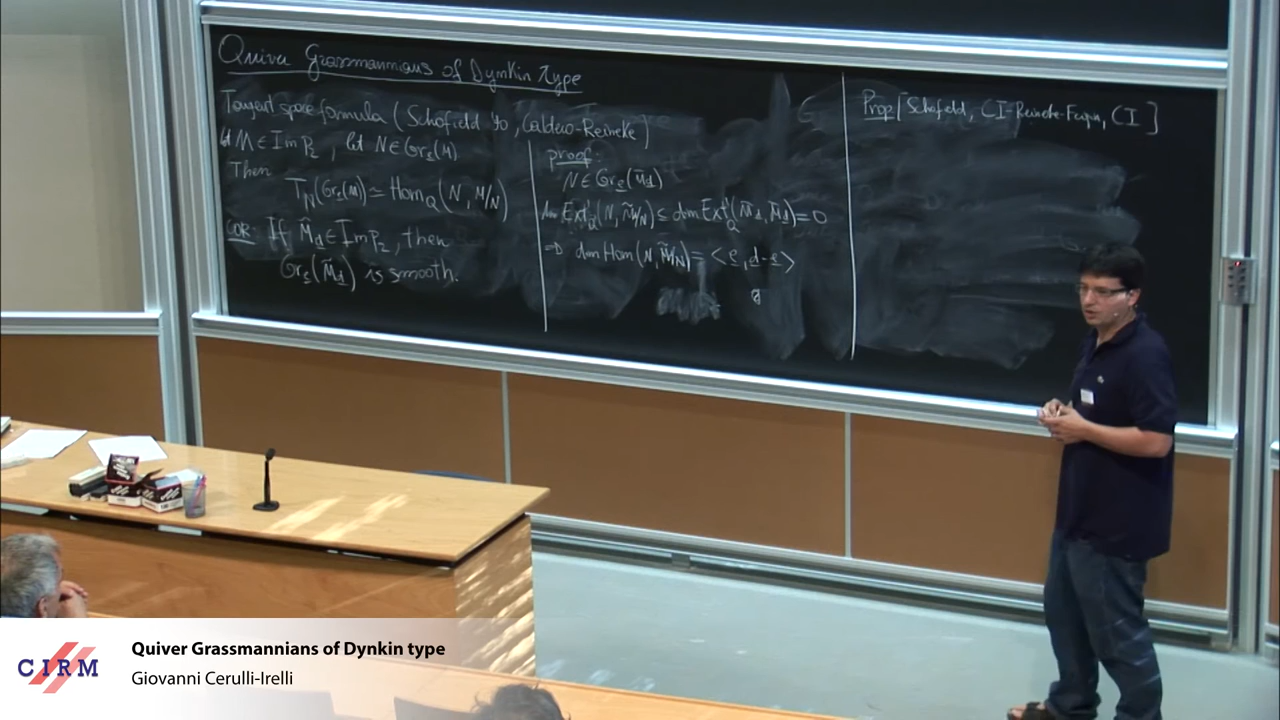 Quiver Grassmannians of Dynkin type
Tangent space formula (Schofield 90, Caldero-Reineke)
let M ∈ Im P₂, let N ∈ Gr_e(M).
Then
T_N(Gr_e(M)) ≃ Hom_Q(N, M/N)
COR: If M̃_d ∈ Im P₂, then
Gr_e(M̃_d) is smooth.
proof:
N ∈ Gr_e(M̃_d)
dim Ext¹_Q(N, M̃/N) ≤ dim Ext¹_Q(M̃_d, M̃_d) = 0
⇒ dim Hom(N, M̃/N) = <e, d-e>
Prop [Schofield, CI-Reineke-Feigin, CI]
CIRM
Quiver Grassmannians of Dynkin type
Giovanni Cerulli-Irelli